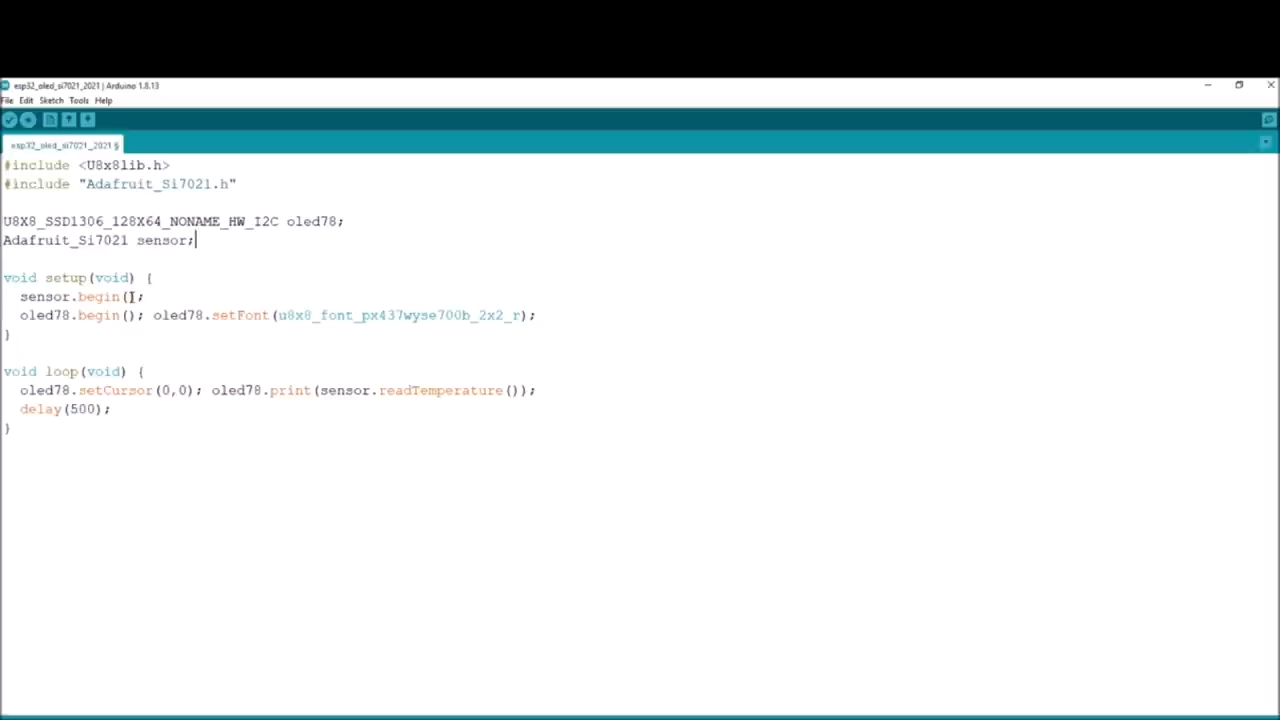 esp32_oled_si7021_2021 | Arduino 1.8.13
File Edit Sketch Tools Help
esp32_oled_si7021_2021 §
#include <U8x8lib.h>
#include "Adafruit_Si7021.h"
U8X8_SSD1306_128X64_NONAME_HW_I2C oled78;
Adafruit_Si7021 sensor;
void setup(void) {
sensor.begin();
oled78.begin(); oled78.setFont(u8x8_font_px437wyse700b_2x2_r);
}
void loop(void) {
oled78.setCursor(0,0); oled78.print(sensor.readTemperature());
delay(500);
}